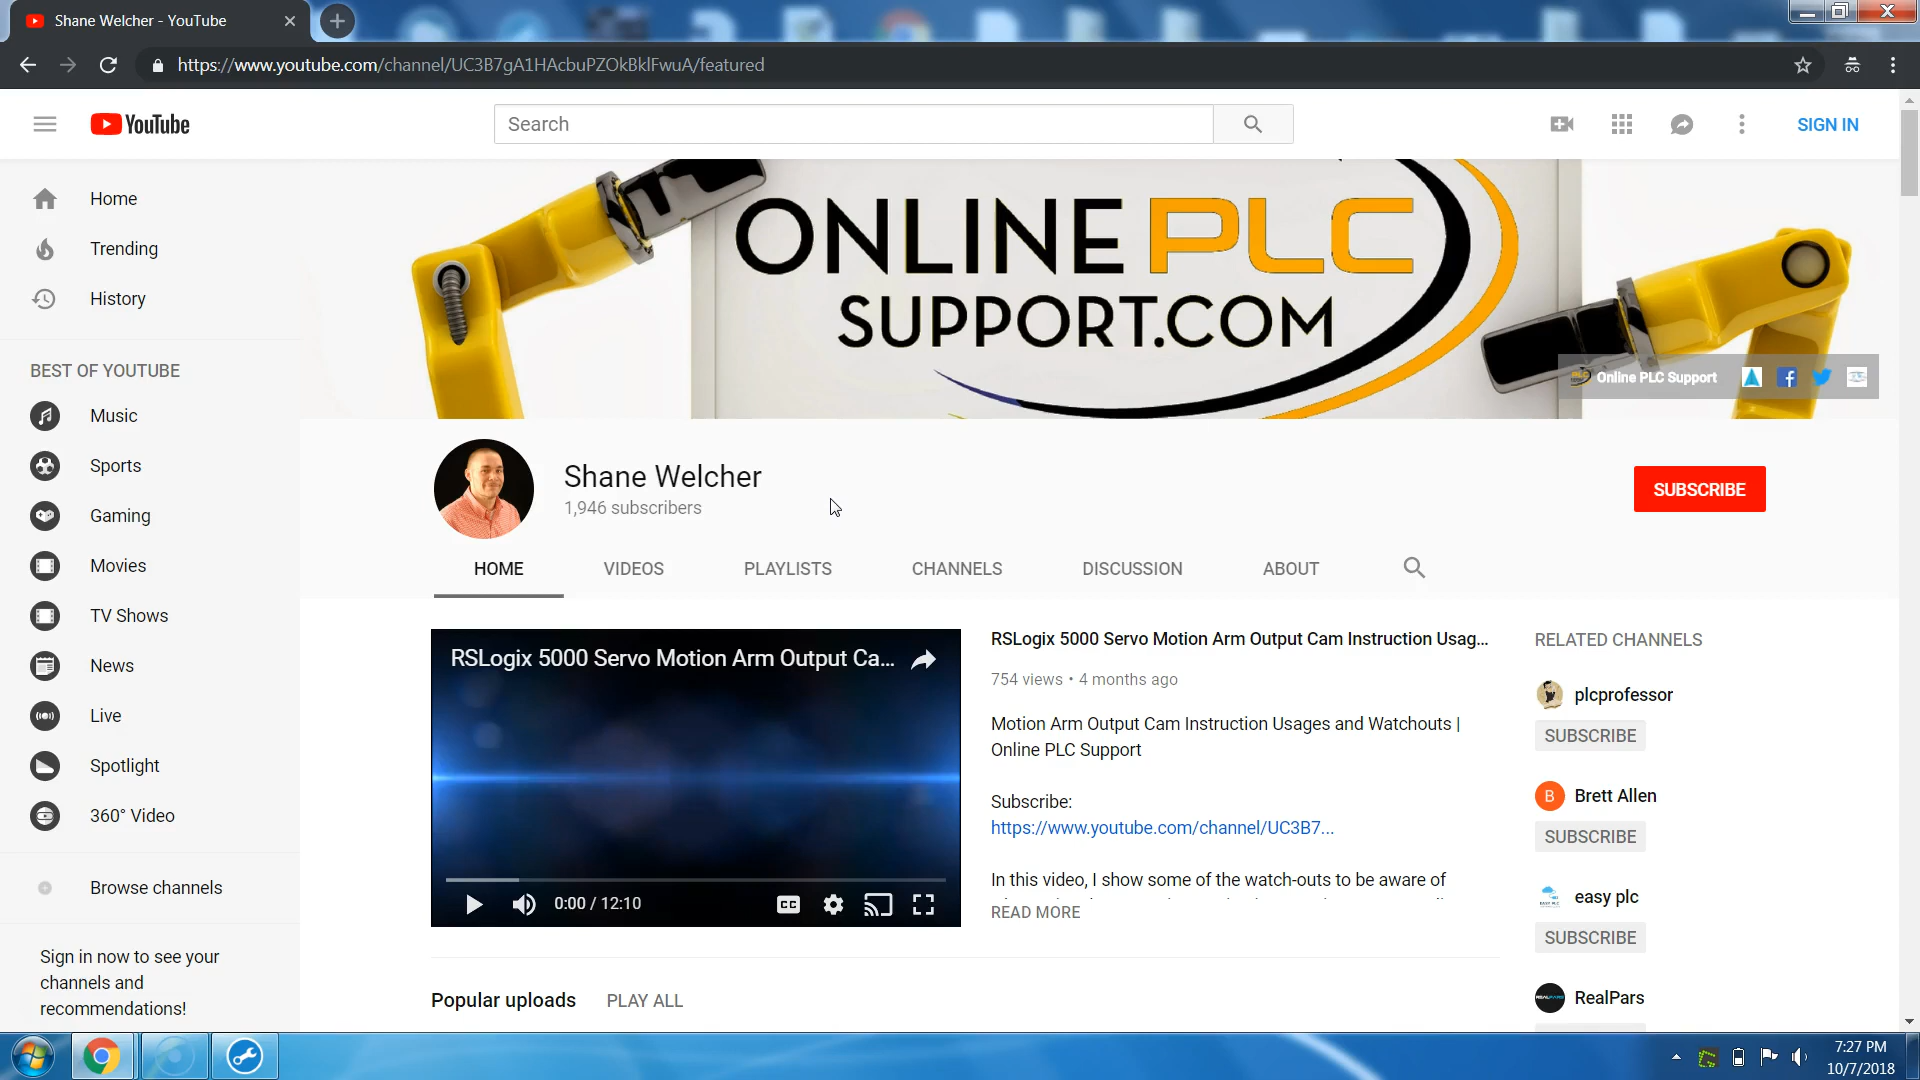 Shane Welcher - YouTube
https://www.youtube.com/channel/UC3B7gA1HAcbuPZOkBklFwuA/featured
YouTube
Search
SIGN IN
Home
Trending
History
BEST OF YOUTUBE
Music
Sports
Gaming
Movies
TV Shows
News
Live
Spotlight
360° Video
Browse channels
Sign in now to see your
channels and
recommendations!
ONLINE PLC
SUPPORT.COM
Online PLC Support
Shane Welcher
1,946 subscribers
SUBSCRIBE
HOME VIDEOS PLAYLISTS CHANNELS DISCUSSION ABOUT
RSLogix 5000 Servo Motion Arm Output Ca...
0:00 / 12:10
CC
RSLogix 5000 Servo Motion Arm Output Cam Instruction Usag...
754 views • 4 months ago
Motion Arm Output Cam Instruction Usages and Watchouts |
Online PLC Support
Subscribe:
https://www.youtube.com/channel/UC3B7...
In this video, I show some of the watch-outs to be aware of
READ MORE
RELATED CHANNELS
plcprofessor
SUBSCRIBE
B
Brett Allen
SUBSCRIBE
easy plc
SUBSCRIBE
RealPars
Popular uploads PLAY ALL
7:27 PM
10/7/2018